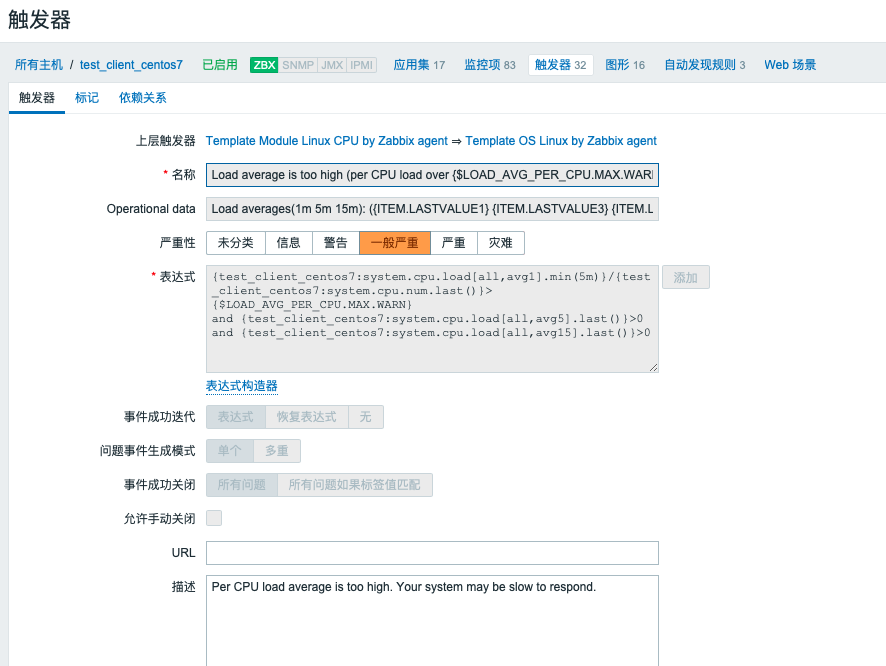 触发器
所有主机 / test_client_centos7 已启用 ZBX SNMP JMX IPMI 应用集 17 监控项 83 触发器 32 图形 16 自动发现规则 3 Web 场景
触发器 标记 依赖关系
上层触发器 Template Module Linux CPU by Zabbix agent ⇒ Template OS Linux by Zabbix agent
* 名称 Load average is too high (per CPU load over {$LOAD_AVG_PER_CPU.MAX.WARI
Operational data Load averages(1m 5m 15m): ({ITEM.LASTVALUE1} {ITEM.LASTVALUE3} {ITEM.L
严重性 未分类 信息 警告 一般严重 严重 灾难
* 表达式 {test_client_centos7:system.cpu.load[all,avg1].min(5m)}/{test 添加
_client_centos7:system.cpu.num.last()}>
{$LOAD_AVG_PER_CPU.MAX.WARN}
and {test_client_centos7:system.cpu.load[all,avg5].last()}>0
and {test_client_centos7:system.cpu.load[all,avg15].last()}>0
表达式构造器
事件成功迭代 表达式 恢复表达式 无
问题事件生成模式 单个 多重
事件成功关闭 所有问题 所有问题如果标签值匹配
允许手动关闭
URL
描述 Per CPU load average is too high. Your system may be slow to respond.